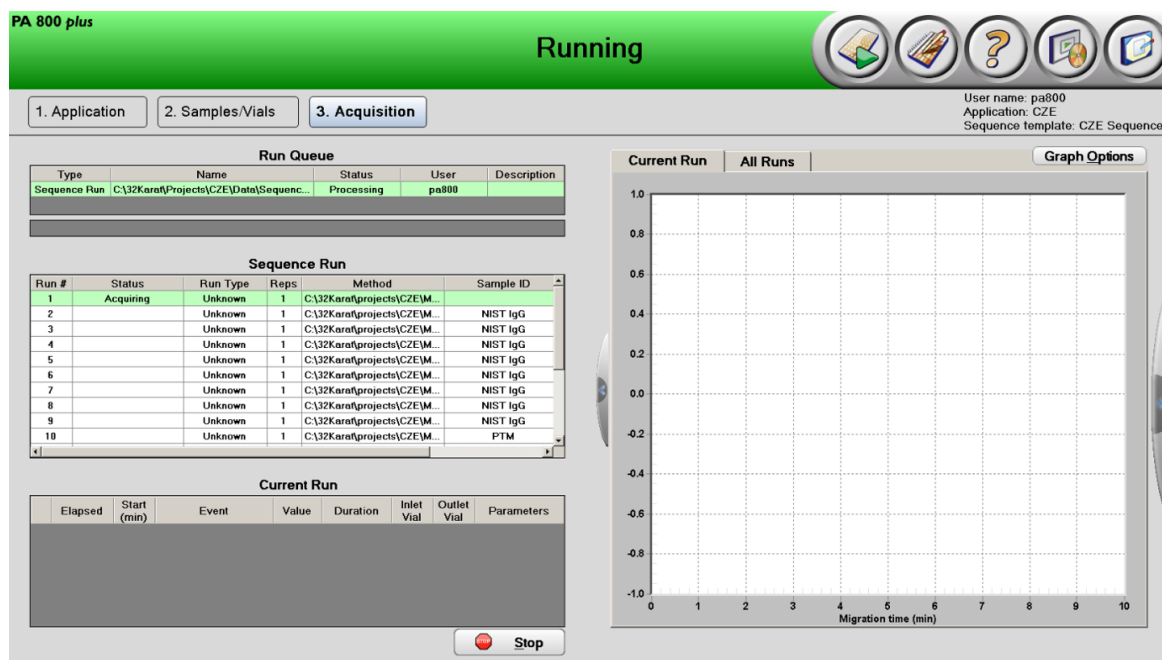 PA 800 plus
Running
1. Application
2. Samples/Vials
3. Acquisition
User name: pa800
Application: CZE
Sequence template: CZE Sequence
Run Queue
Type Name Status User Description
Sequence Run C:\32Karat\Projects\CZE\Data\Sequenc... Processing pa800
Sequence Run
Run # Status Run Type Reps Method Sample ID
1 Acquiring Unknown 1 C:\32Karat\projects\CZE\M...
2 Unknown 1 C:\32Karat\projects\CZE\M... NIST IgG
3 Unknown 1 C:\32Karat\projects\CZE\M... NIST IgG
4 Unknown 1 C:\32Karat\projects\CZE\M... NIST IgG
5 Unknown 1 C:\32Karat\projects\CZE\M... NIST IgG
6 Unknown 1 C:\32Karat\projects\CZE\M... NIST IgG
7 Unknown 1 C:\32Karat\projects\CZE\M... NIST IgG
8 Unknown 1 C:\32Karat\projects\CZE\M... NIST IgG
9 Unknown 1 C:\32Karat\projects\CZE\M... NIST IgG
10 Unknown 1 C:\32Karat\projects\CZE\M... PTM
Current Run
Elapsed Start (min) Event Value Duration Inlet Vial Outlet Vial Parameters
STOP Stop
Current Run
All Runs
Graph Options
1.0
0.8
0.6
0.4
0.2
0.0
-0.2
-0.4
-0.6
-0.8
-1.0
0 1 2 3 4 5 6 7 8 9 10
Migration time (min)